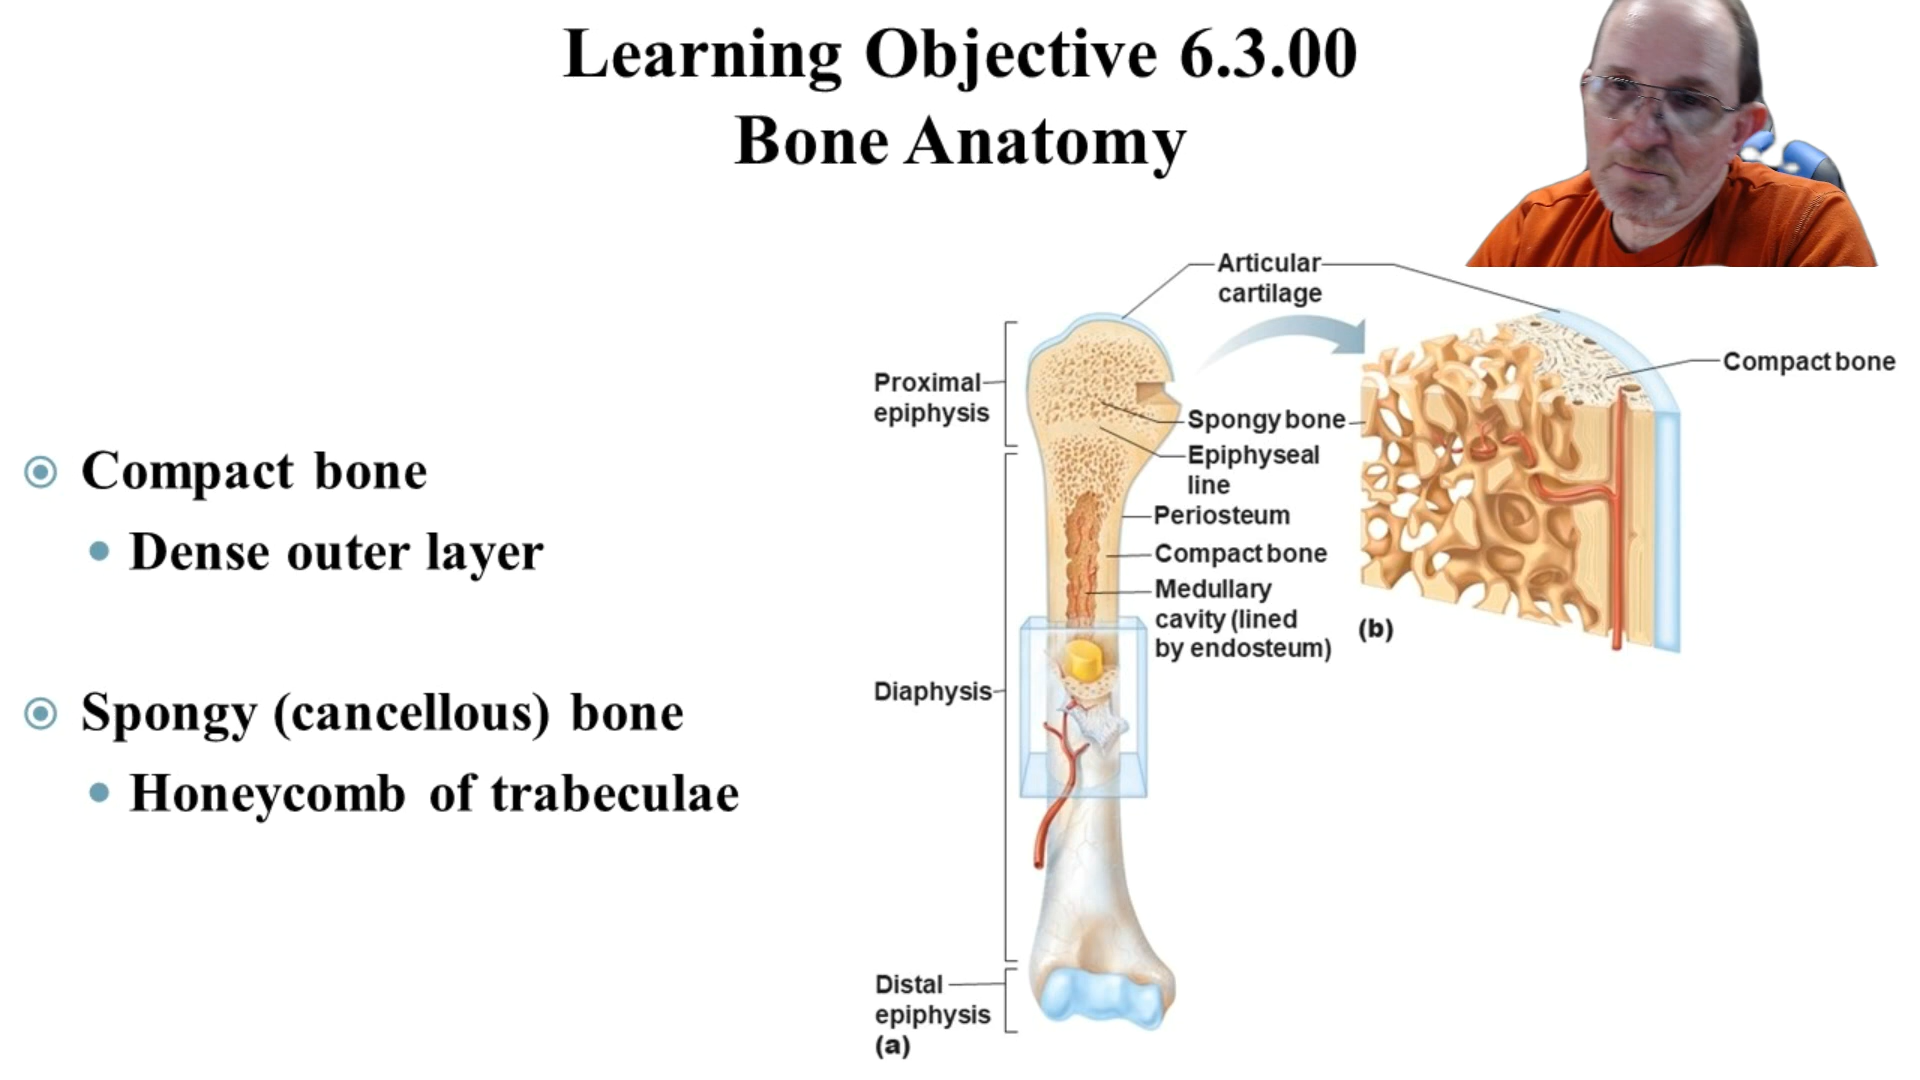 Learning Objective 6.3.00
Bone Anatomy
Compact bone
Dense outer layer
Spongy (cancellous) bone
Honeycomb of trabeculae
Articular
cartilage
Proximal
epiphysis
Spongy bone
Epiphyseal
line
Periosteum
Compact bone
Medullary
cavity (lined
by endosteum)
Diaphysis
Distal
epiphysis
(a)
Compact bone
(b)